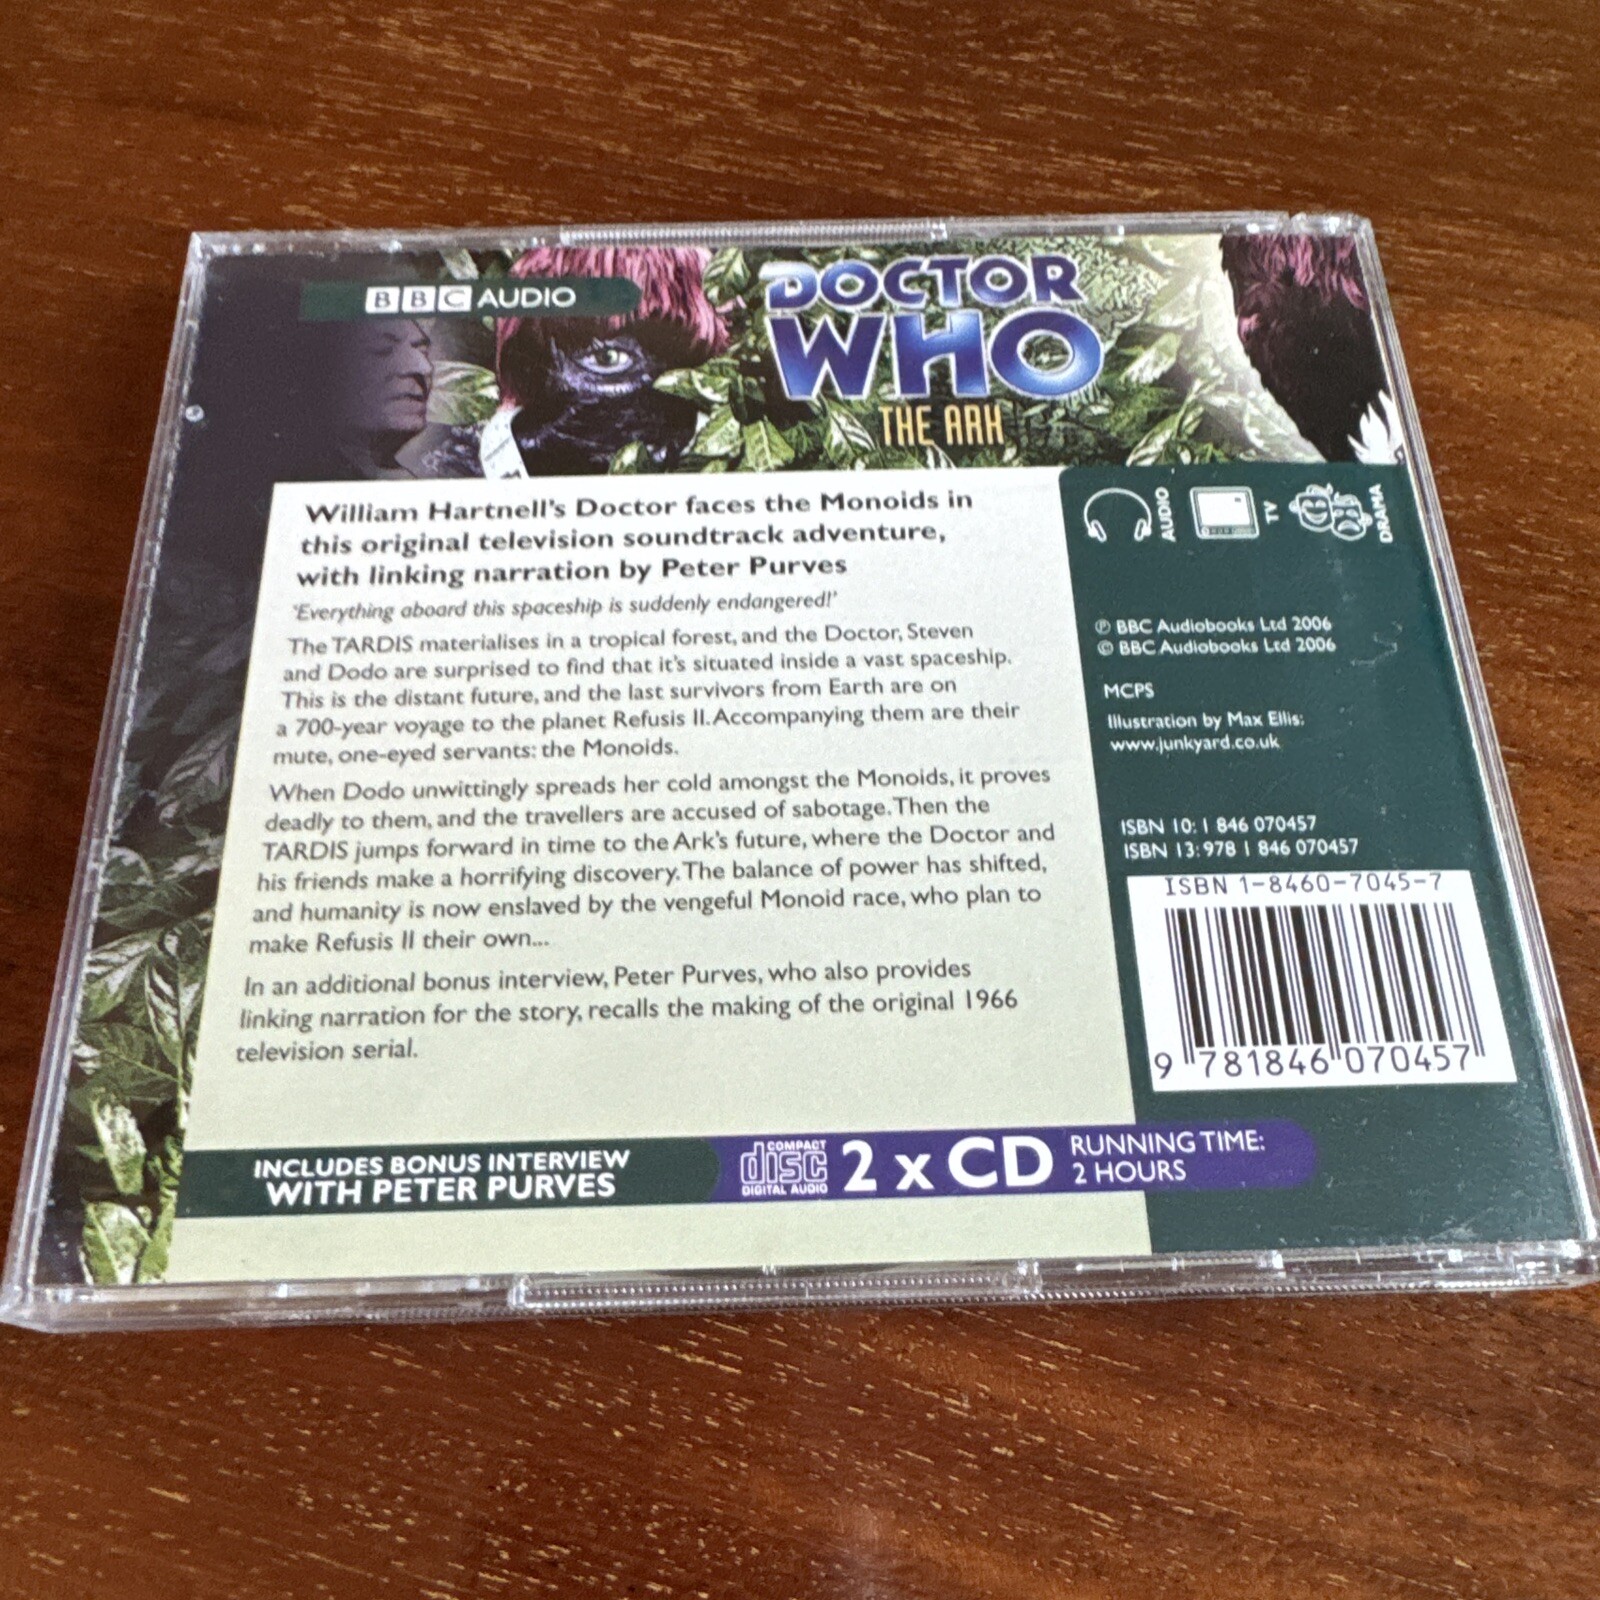 BBC AUDIO
DOCTOR
WHO
THE ARK
William Hartnell's Doctor faces the Monoids in
this original television soundtrack adventure,
with linking narration by Peter Purves
'Everything aboard this spaceship is suddenly endangered!'
The TARDIS materialises in a tropical forest, and the Doctor, Steven
and Dodo are surprised to find that it's situated inside a vast spaceship.
This is the distant future, and the last survivors from Earth are on
a 700-year voyage to the planet Refusis II. Accompanying them are their
mute, one-eyed servants: the Monoids.
When Dodo unwittingly spreads her cold amongst the Monoids, it proves
deadly to them, and the travellers are accused of sabotage. Then the
TARDIS jumps forward in time to the Ark's future, where the Doctor and
his friends make a horrifying discovery. The balance of power has shifted,
and humanity is now enslaved by the vengeful Monoid race, who plan to
make Refusis II their own...
In an additional bonus interview, Peter Purves, who also provides
linking narration for the story, recalls the making of the original 1966
television serial.
INCLUDES BONUS INTERVIEW
WITH PETER PURVES
COMPACT
disc
DIGITAL AUDIO
2 x CD
RUNNING TIME:
2 HOURS
AUDIO
TV
DRAMA
℗ BBC Audiobooks Ltd 2006
© BBC Audiobooks Ltd 2006
MCPS
Illustration by Max Ellis:
www.junkyard.co.uk
ISBN 10: 1 846 070457
ISBN 13: 978 1 846 070457
ISBN 1-8460-7045-7
9 781846 070457